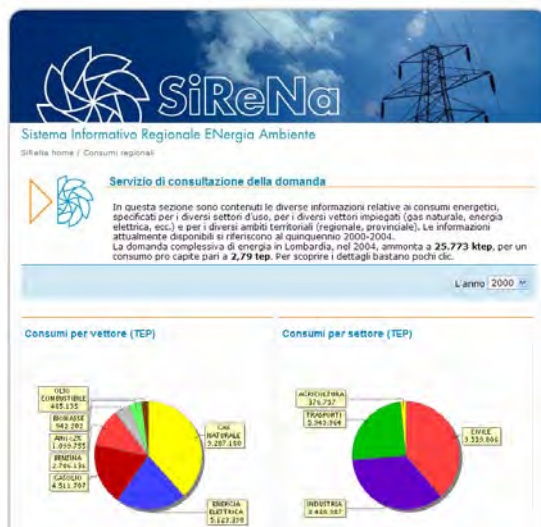 SiReNa
Sistema Informativo Regionale ENergia Ambiente
SiReNa home / Consumi regionali
Servizio di consultazione della domanda
In questa sezione sono contenuti le diverse informazioni relative ai consumi energetici,
specificati per i diversi settori d'uso, per i diversi vettori impiegati (gas naturale, energia
elettrica, ecc.) e per i diversi ambiti territoriali (regionale, provinciale). Le informazioni
attualmente disponibili si riferiscono al quinquennio 2000-2004.
La domanda complessiva di energia in Lombardia, nel 2004, ammonta a 25.773 ktep, per un
consumo pro capite pari a 2,79 tep. Per scoprire i dettagli bastano pochi clic.
L'anno 2000
Consumi per vettore (TEP)
Consumi per settore (TEP)
OLIO
COMBUSTIBILE
BIOMASSE
BENZINA
GASOLIO
GAS
NATURALE
ENERGIA
ELETTRICA
AGRICOLTURA
TRASPORTI
CIVILE
INDUSTRIA